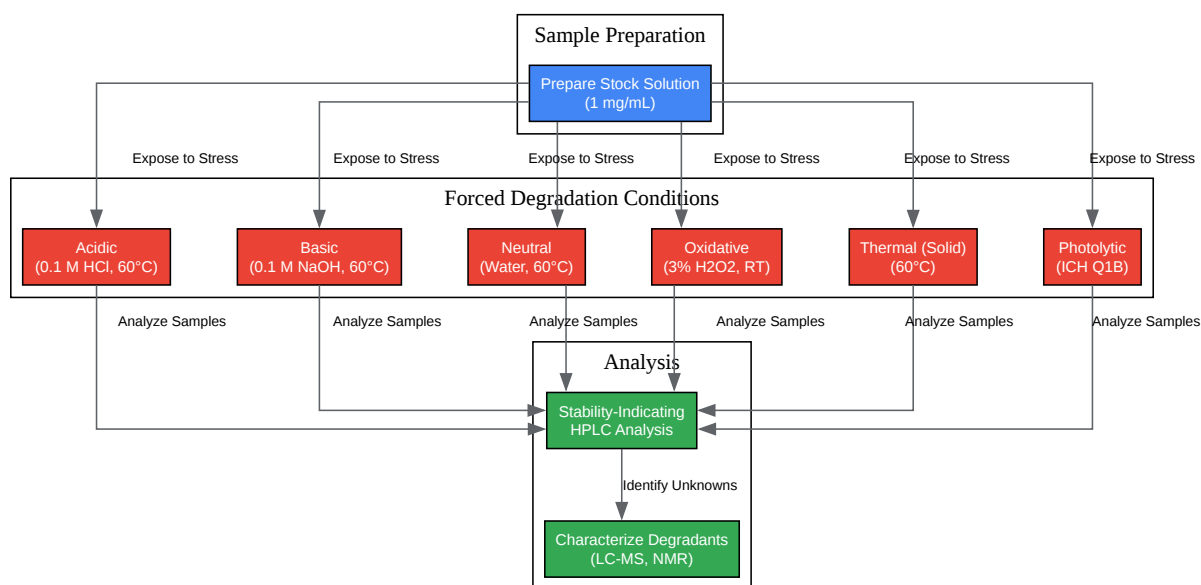 Sample Preparation
Prepare Stock Solution
(1 mg/mL)
Expose to Stress
Expose to Stress
Expose to Stress
Expose to Stress
Expose to Stress
Expose to Stress
Forced Degradation Conditions
Acidic
(0.1 M HCl, 60°C)
Basic
(0.1 M NaOH, 60°C)
Neutral
(Water, 60°C)
Oxidative
(3% H2O2, RT)
Thermal (Solid)
(60°C)
Photolytic
(ICH Q1B)
Analyze Samples
Analyze Samples
Analyze Samples
Analyze Samples
Analyze Samples
Analyze Samples
Analysis
Stability-Indicating
HPLC Analysis
Identify Unknowns
Characterize Degradants
(LC-MS, NMR)